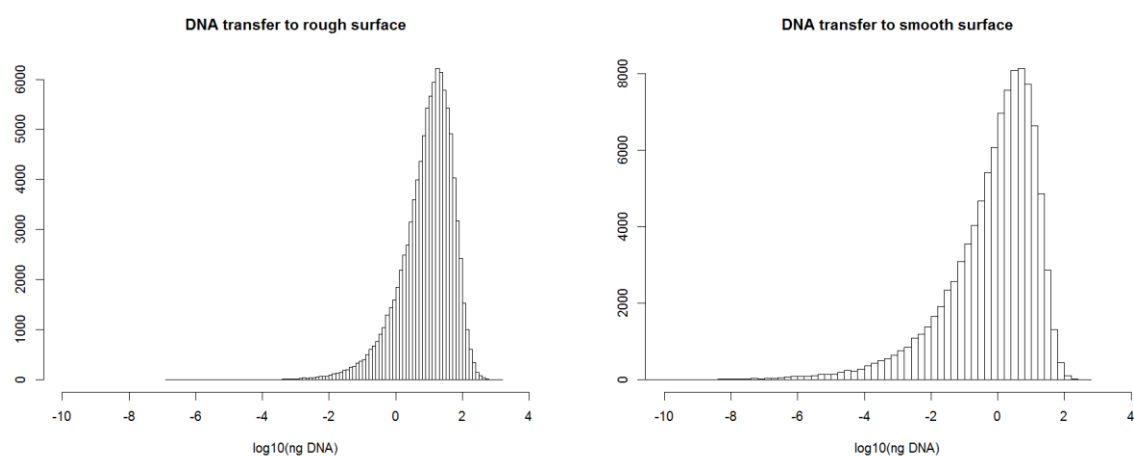 DNA transfer to rough surface
6000
5000
4000
3000
2000
1000
0
-10 -8 -6 -4 -2 0 2 4
log10(ng DNA)
DNA transfer to smooth surface
8000
6000
4000
2000
0
-10 -8 -6 -4 -2 0 2 4
log10(ng DNA)